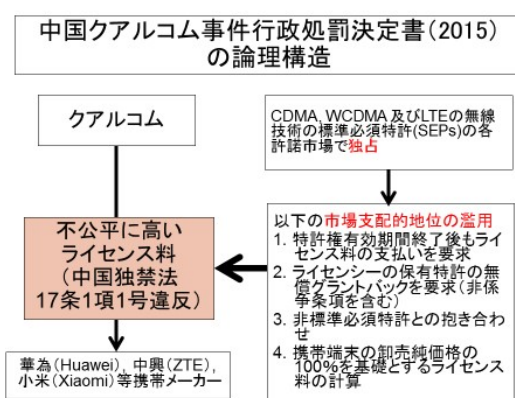 中国クアルコム事件行政処罰決定書(2015)
の論理構造
クアルコム
CDMA, WCDMA 及びLTEの無線
技術の標準必須特許(SEPs)の各
許諾市場で独占
不公平に高い
ライセンス料
(中国独禁法
17条1項1号違反)
以下の市場支配的地位の濫用
1. 特許権有効期間終了後もライ
センス料の支払いを要求
2. ライセンシーの保有特許の無
償グラントバックを要求(非係
争条項を含む)
3. 非標準必須特許との抱き合わ
せ
4. 携帯端末の卸売純価格の
100%を基礎とするライセンス
料の計算
華為(Huawei), 中興(ZTE),
小米(Xiaomi)等携帯メーカー